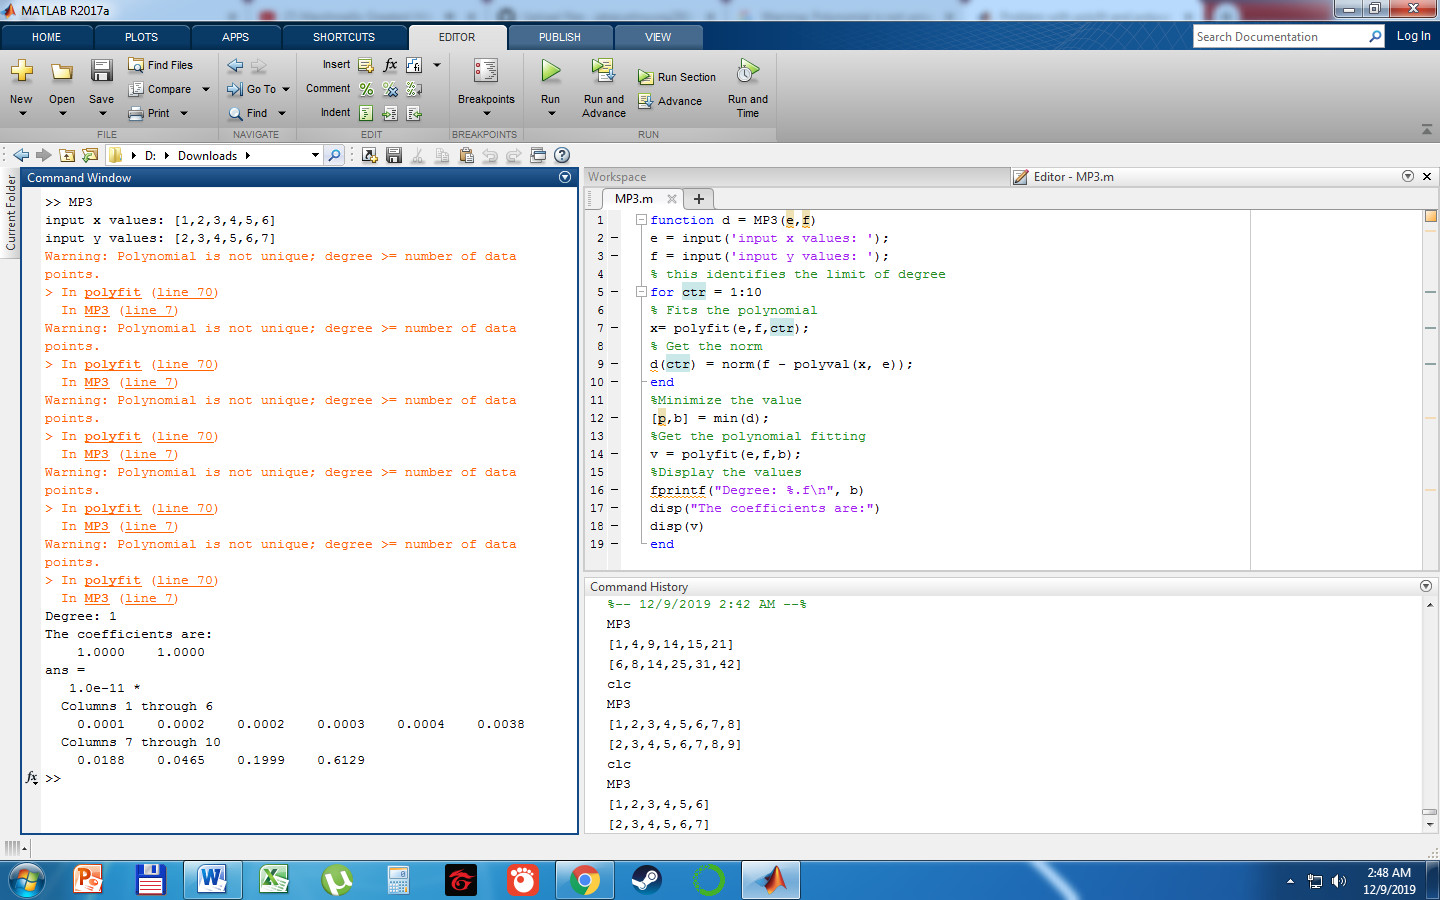 MATLAB R2017a
HOME PLOTS APPS SHORTCUTS EDITOR PUBLISH VIEW
Search Documentation
Log In
New
Open
Save
Find Files
Compare
Print
FILE
Go To
Find
NAVIGATE
Insert
fx
Comment
Indent
EDIT
Breakpoints
BREAKPOINTS
Run
Run and Advance
Run Section
Advance
Run and Time
RUN
D: Downloads
Current Folder
Command Window
>> MP3
input x values: [1,2,3,4,5,6]
input y values: [2,3,4,5,6,7]
Warning: Polynomial is not unique; degree >= number of data
points.
> In polyfit (line 70)
In MP3 (line 7)
Warning: Polynomial is not unique; degree >= number of data
points.
> In polyfit (line 70)
In MP3 (line 7)
Warning: Polynomial is not unique; degree >= number of data
points.
> In polyfit (line 70)
In MP3 (line 7)
Warning: Polynomial is not unique; degree >= number of data
points.
> In polyfit (line 70)
In MP3 (line 7)
Warning: Polynomial is not unique; degree >= number of data
points.
> In polyfit (line 70)
In MP3 (line 7)
Degree: 1
The coefficients are:
1.0000 1.0000
ans =
1.0e-11 *
Columns 1 through 6
0.0001 0.0002 0.0002 0.0003 0.0004 0.0038
Columns 7 through 10
0.0188 0.0465 0.1999 0.6129
fx >>
Workspace
Editor - MP3.m
MP3.m
1 function d = MP3(e,f)
2 e = input('input x values: ');
3 f = input('input y values: ');
4 % this identifies the limit of degree
5 for ctr = 1:10
6 % Fits the polynomial
7 x= polyfit(e,f,ctr);
8 % Get the norm
9 d(ctr) = norm(f - polyval(x, e));
10 end
11 %Minimize the value
12 [p,b] = min(d);
13 %Get the polynomial fitting
14 v = polyfit(e,f,b);
15 %Display the values
16 fprintf("Degree: %.f\n", b)
17 disp("The coefficients are:")
18 disp(v)
19 end
Command History
%-- 12/9/2019 2:42 AM --%
MP3
[1,4,9,14,15,21]
[6,8,14,25,31,42]
clc
MP3
[1,2,3,4,5,6,7,8]
[2,3,4,5,6,7,8,9]
clc
MP3
[1,2,3,4,5,6]
[2,3,4,5,6,7]
2:48 AM
12/9/2019